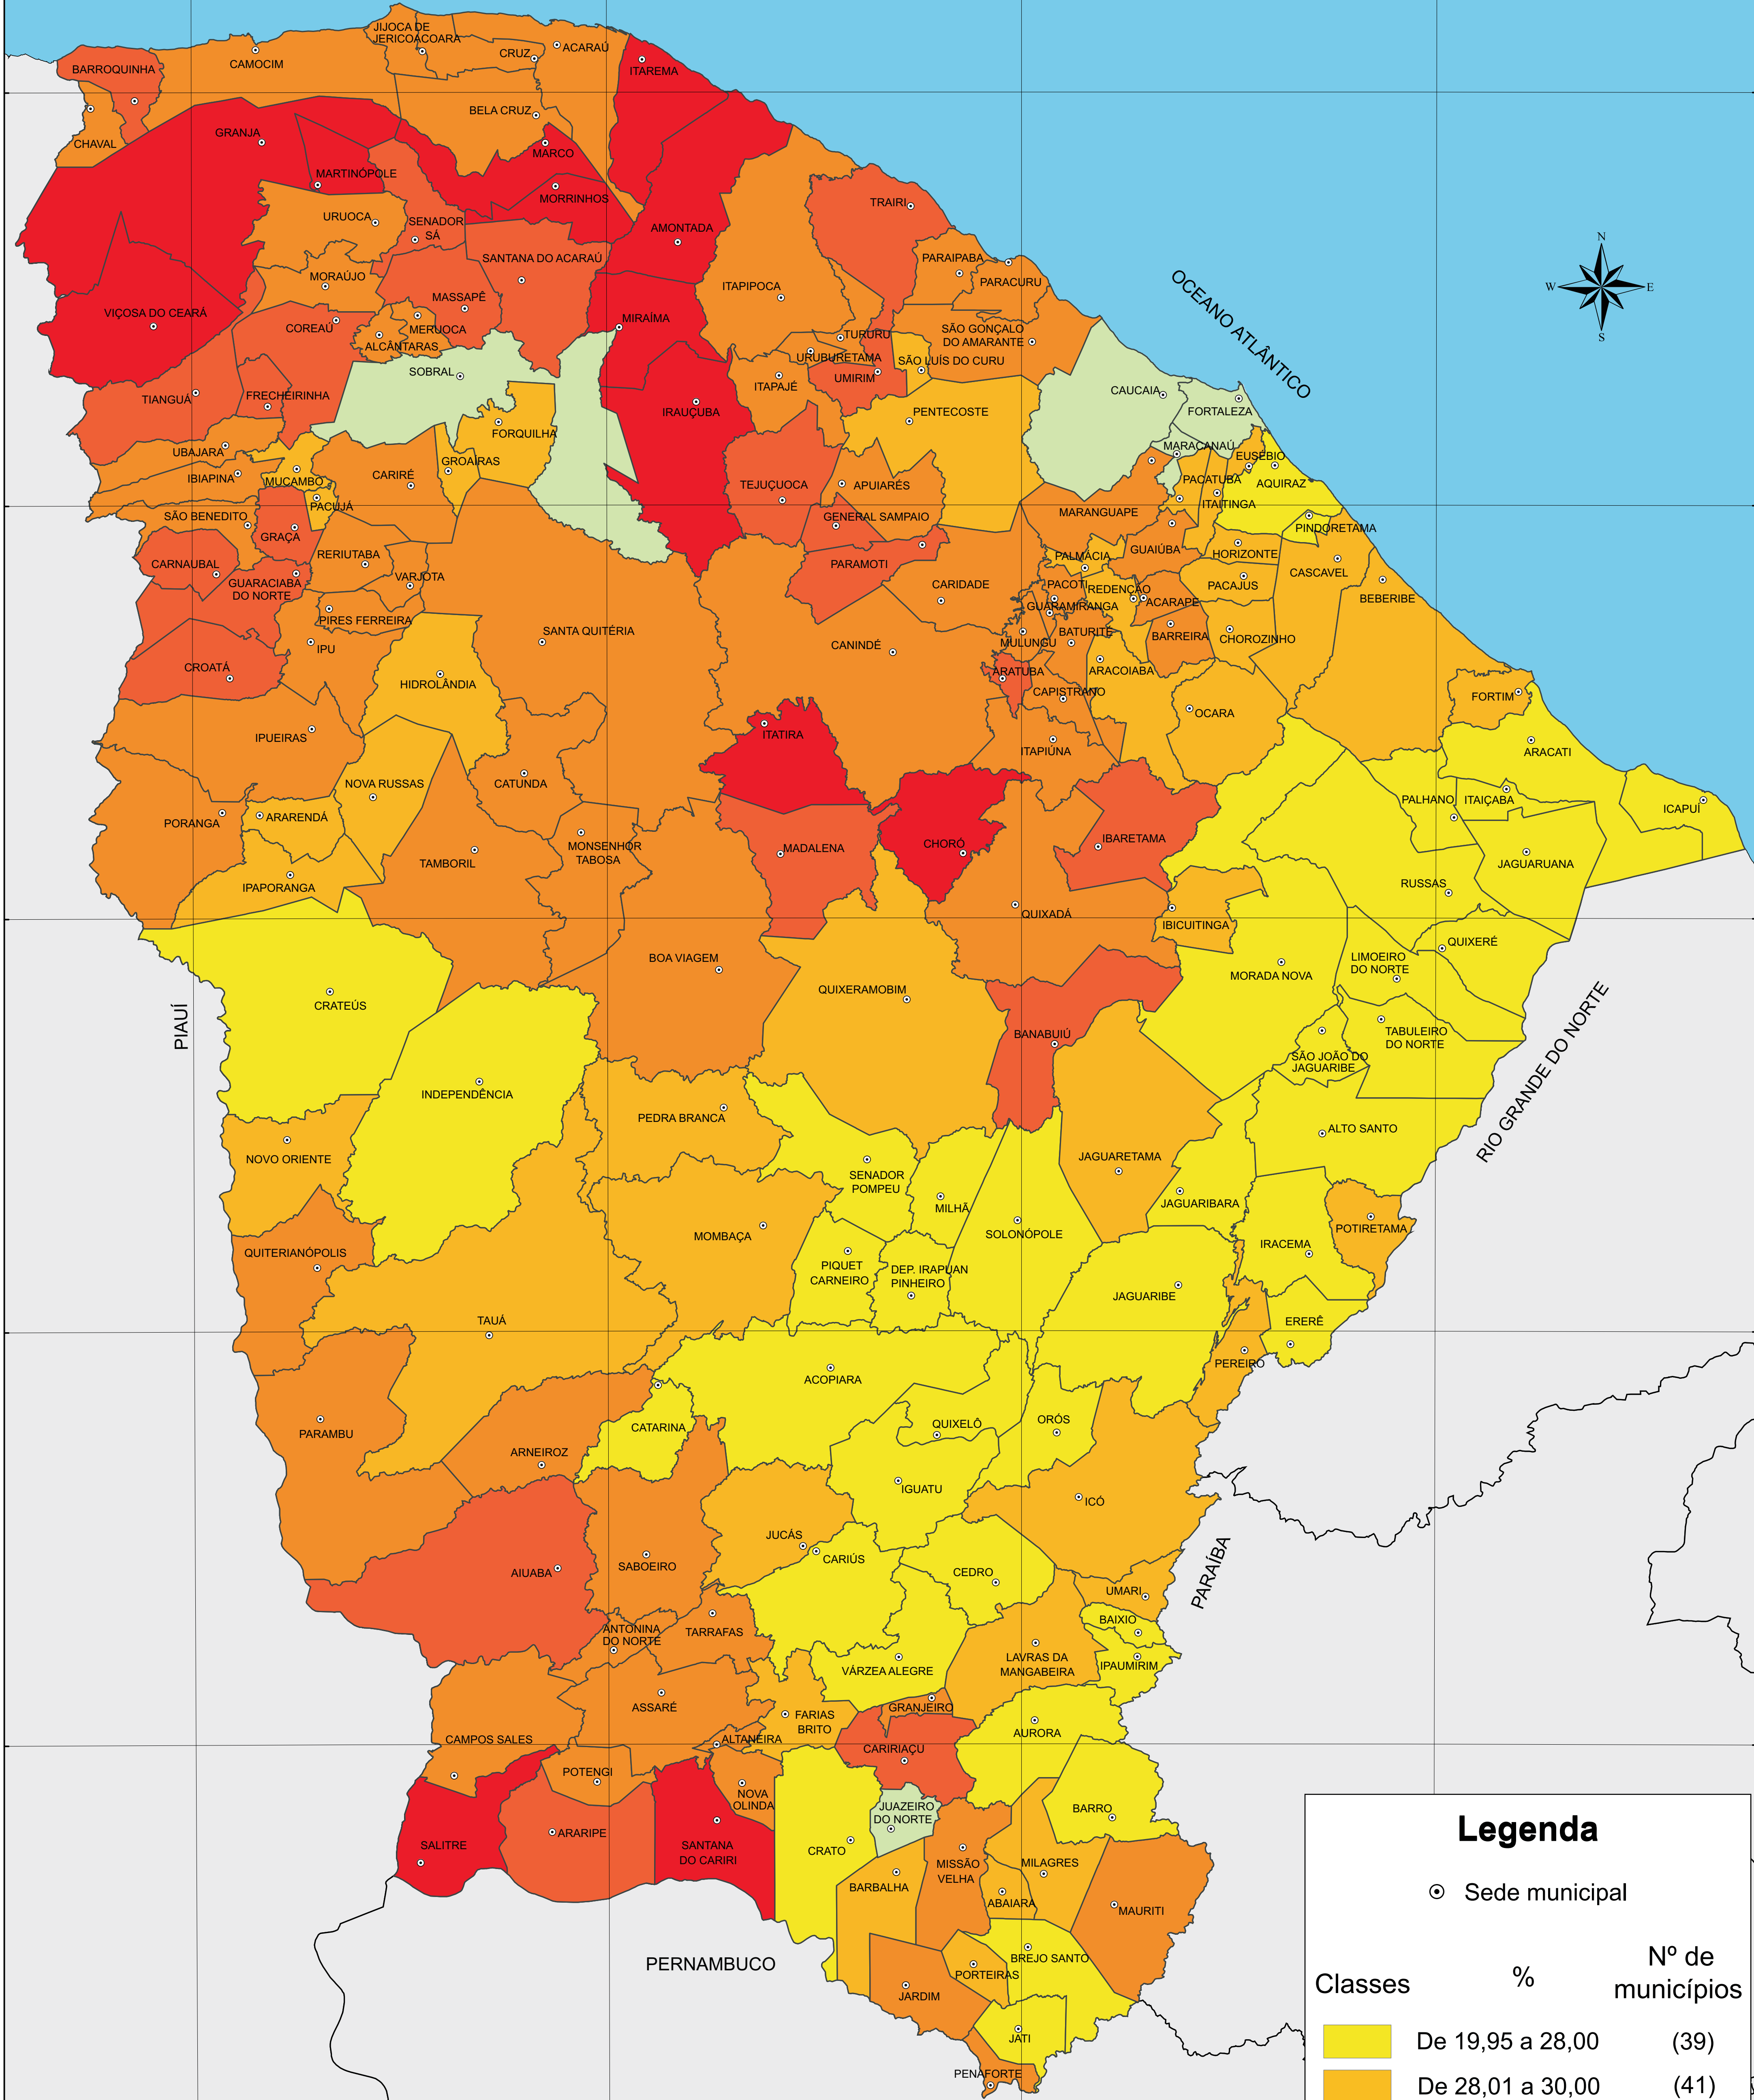 JIJOCA DE
JERICOACOARA
CRUZ
ACARAÚ
BARROQUINHA
CAMOCIM
ITAREMA
BELA CRUZ
CHAVAL
GRANJA
MARCO
MARTINÓPOLE
MORRINHOS
TRAIRI
URUOCA
SENADOR
SÁ
AMONTADA
N
W
E
S
SANTANA DO ACARAÚ
PARAIPABA
MORAÚJO
ITAPIPOCA
PARACURU
OCEANO ATLÂNTICO
MASSAPÊ
VIÇOSA DO CEARÁ
MIRAÍMA
COREAÚ
MERUOCA
SÃO GONÇALO
DO AMARANTE
TURURU
ALCÂNTARAS
URUBURETAMA
SÃO LUÍS DO CURU
SOBRAL
UMIRIM
ITAPAJÉ
CAUCAIA
TIANGUÁ
FRECHEIRINHA
IRAUÇUBA
PENTECOSTE
FORTALEZA
FORQUILHA
MARACANAÚ
UBAJARA
EUSÉBIO
GROAÍRAS
IBIAPINA
MUCAMBO
CARIRÉ
TEJUÇUOCA
APUIARÉS
PACATUBA
AQUIRAZ
PACUJÁ
ITAITINGA
SÃO BENEDITO
GENERAL SAMPAIO
MARANGUAPE
PINDORETAMA
GRAÇA
RERIUTABA
PALMÁCIA
GUAIÚBA
HORIZONTE
CARNAUBAL
PARAMOTI
CASCAVEL
GUARACIABA
DO NORTE
VARJOTA
CARIDADE
PACOTI
REDENÇÃO
PACAJUS
BEBERIBE
GUARAMIRANGA
ACARAPE
PIRES FERREIRA
SANTA QUITÉRIA
BATURITÉ
BARREIRA
CHOROZINHO
IPU
CANINDÉ
MULUNGU
CROATÁ
HIDROLÂNDIA
ARATUBA
ARACOIABA
CAPISTRANO
FORTIM
OCARA
IPUEIRAS
ITATIRA
ITAPIÚNA
ARACATI
NOVA RUSSAS
CATUNDA
PALHANO
ITAIÇABA
ICAPUÍ
PORANGA
ARARENDÁ
MONSENHOR
TABOSA
MADALENA
CHORÓ
IBARETAMA
TAMBORIL
JAGUARUANA
IPAPORANGA
RUSSAS
QUIXADÁ
IBICUITINGA
QUIXERÉ
BOA VIAGEM
LIMOEIRO
DO NORTE
MORADA NOVA
QUIXERAMOBIM
CRATEÚS
PIAUÍ
BANABUIÚ
TABULEIRO
DO NORTE
SÃO JOÃO DO
JAGUARIBE
RIO GRANDE DO NORTE
INDEPENDÊNCIA
PEDRA BRANCA
ALTO SANTO
NOVO ORIENTE
JAGUARETAMA
SENADOR
POMPEU
JAGUARIBARA
MILHÃ
POTIRETAMA
MOMBAÇA
SOLONÓPOLE
IRACEMA
QUITERIANÓPOLIS
PIQUET
CARNEIRO
DEP. IRAPUAN
PINHEIRO
JAGUARIBE
TAUÁ
ERERÊ
PEREIRO
ACOPIARA
PARAMBU
CATARINA
QUIXELÔ
ORÓS
ARNEIROZ
IGUATU
ICÓ
JUCÁS
CARIÚS
SABOEIRO
AIUABA
CEDRO
PARAÍBA
UMARI
ANTONINA
DO NORTE
TARRAFAS
BAIXIO
LAVRAS DA
MANGABEIRA
IPAUMIRIM
VÁRZEA ALEGRE
ASSARÉ
GRANJEIRO
FARIAS
BRITO
AURORA
CAMPOS SALES
ALTANEIRA
CARIRIAÇU
POTENGI
NOVA
OLINDA
JUAZEIRO
DO NORTE
BARRO
ARARIPE
SALITRE
SANTANA
DO CARIRI
CRATO
MISSÃO
VELHA
MILAGRES
BARBALHA
ABAIARA
MAURITI
PERNAMBUCO
BREJO SANTO
PORTEIRAS
JARDIM
JATI
PENAFORTE
Legenda
Sede municipal
Classes
%
Nº de
municípios
De 19,95 a 28,00
(39)
De 28,01 a 30,00
(41)